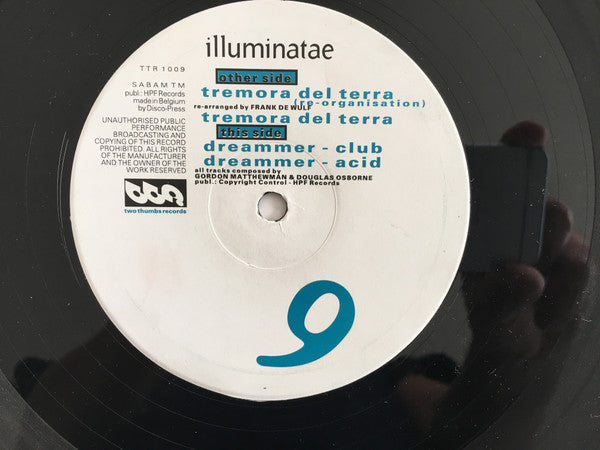 illuminatae
TTR 1009
SABAM TM
publ.: HPF Records
made in Belgium
by Disco-Press
UNAUTHORISED PUBLIC
PERFORMANCE
BROADCASTING AND
COPYING OF THIS RECORD
PROHIBITED. ALL RIGHTS
OF THE MANUFACTURER
AND THE OWNER OF THE
WORK RESERVED
two thumbs records
other side
tremora del terra
(re-organisation)
re-arranged by FRANK DE WULF
tremora del terra
this side
dreammer - club
dreammer - acid
all tracks composed by
GORDON MATTHEWMAN & DOUGLAS OSBORNE
publ.: Copyright Control - HPF Records
9